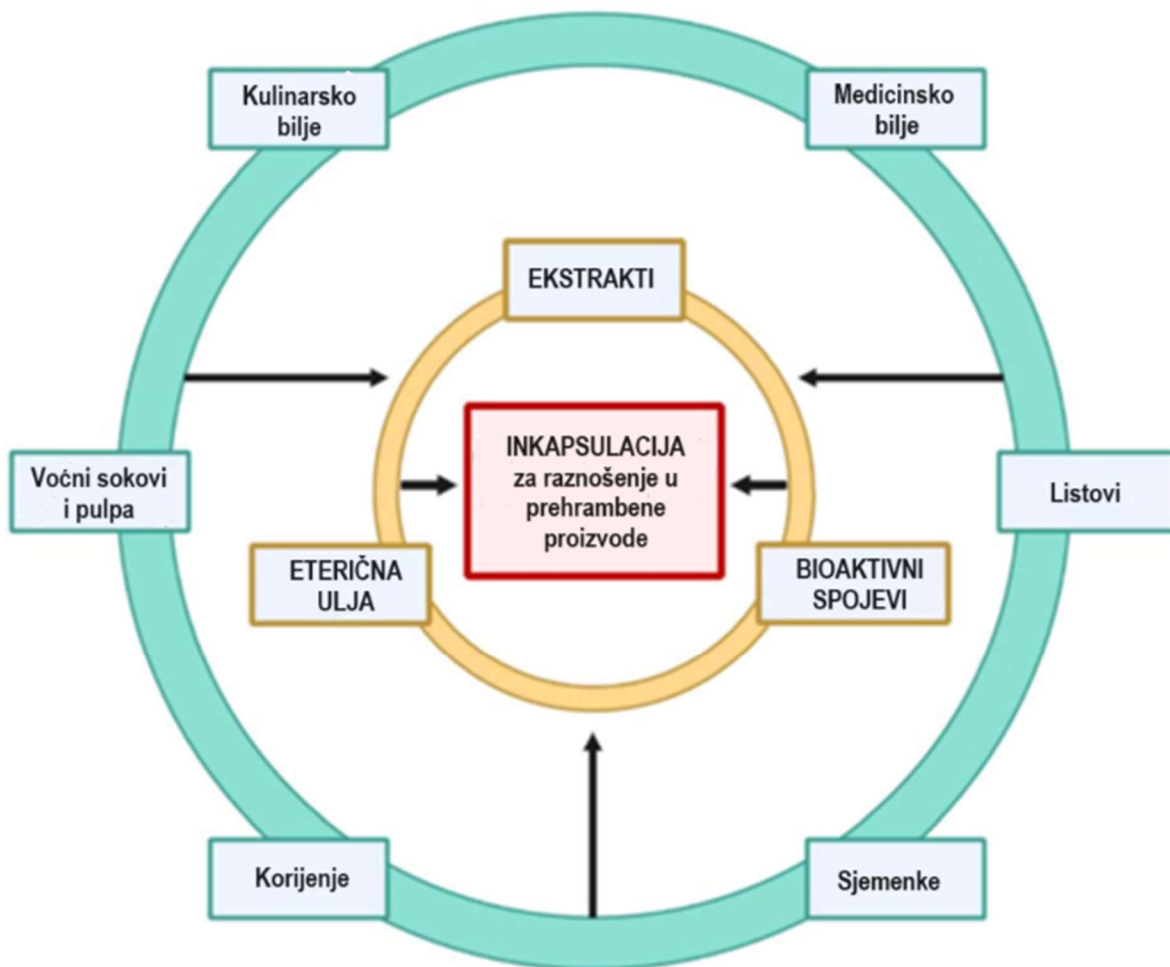 Kulinarsko
bilje
Medicinsko
bilje
EKSTRAKTI
INKAPSULACIJA
za raznošenje u
prehrambene
proizvode
Voćni sokovi
i pulpa
Listovi
ETERIČNA
ULJA
BIOAKTIVNI
SPOJEVI
Korijenje
Sjemenke